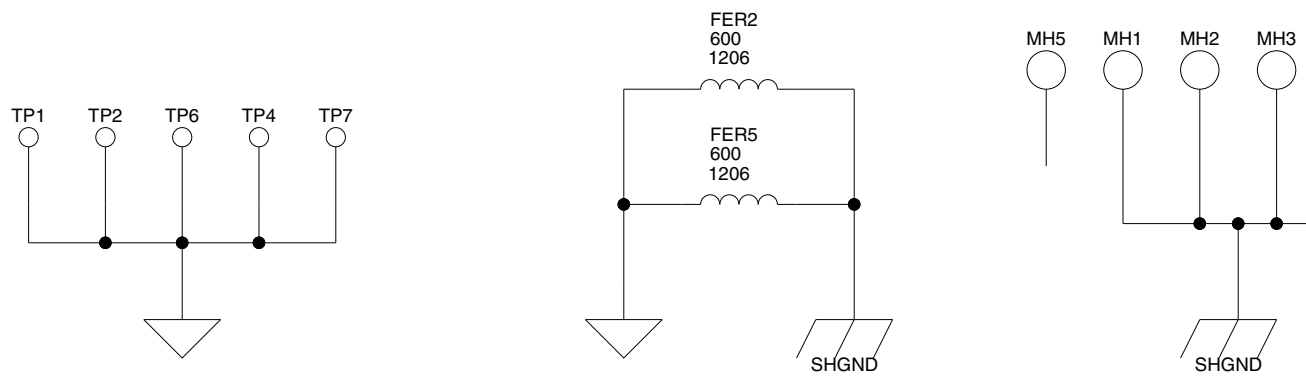 TP1 TP2 TP6 TP4 TP7
FER2
600
1206
FER5
600
1206
SHGND
MH5 MH1 MH2 MH3
SHGND